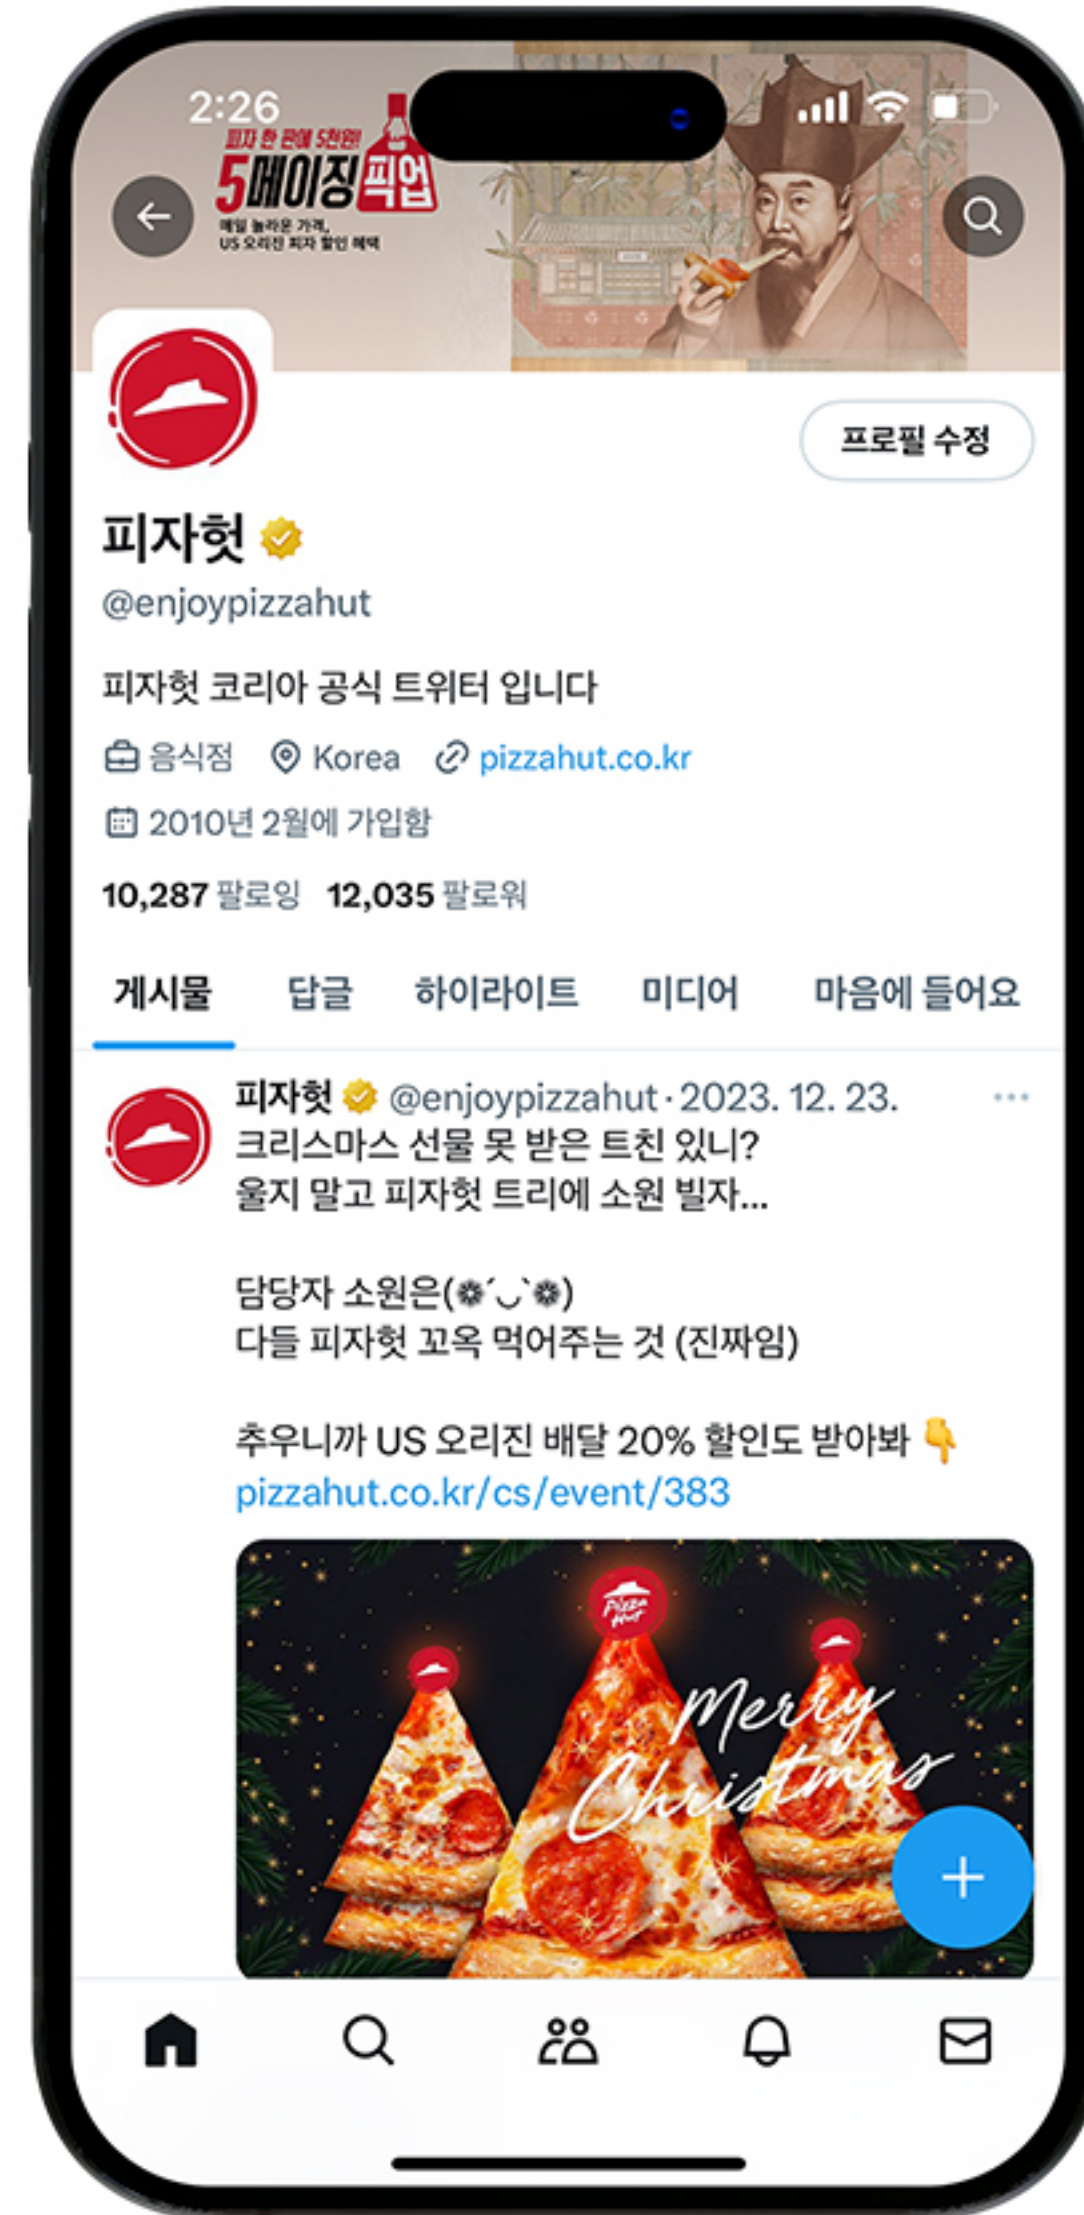 2:26
피자 한 판에 5천원!
5메이징 픽업
매일 놀라운 가격,
US 오리진 피자 할인 혜택
프로필 수정
피자헛
@enjoypizzahut
피자헛 코리아 공식 트위터 입니다
음식점 Korea pizzahut.co.kr
2010년 2월에 가입함
10,287 팔로잉 12,035 팔로워
게시물 답글 하이라이트 미디어 마음에 들어요
피자헛 @enjoypizzahut · 2023. 12. 23.
크리스마스 선물 못 받은 트친 있니?
울지 말고 피자헛 트리에 소원 빌자...
담당자 소원은(❁´◡`❁)
다들 피자헛 꼬옥 먹어주는 것 (진짜임)
추우니까 US 오리진 배달 20% 할인도 받아봐 👇
pizzahut.co.kr/cs/event/383
Pizza
Hut
Merry
Christmas